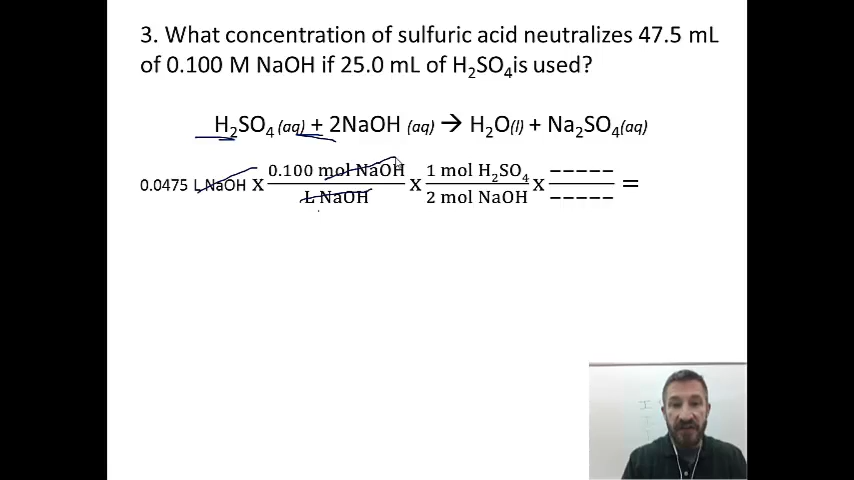 3. What concentration of sulfuric acid neutralizes 47.5 mL
of 0.100 M NaOH if 25.0 mL of H₂SO₄is used?
H₂SO₄ (aq) + 2NaOH (aq) → H₂O(l) + Na₂SO₄(aq)
0.0475 L NaOH x 0.100 mol NaOH / L NaOH x 1 mol H₂SO₄ / 2 mol NaOH x ----- / ----- =